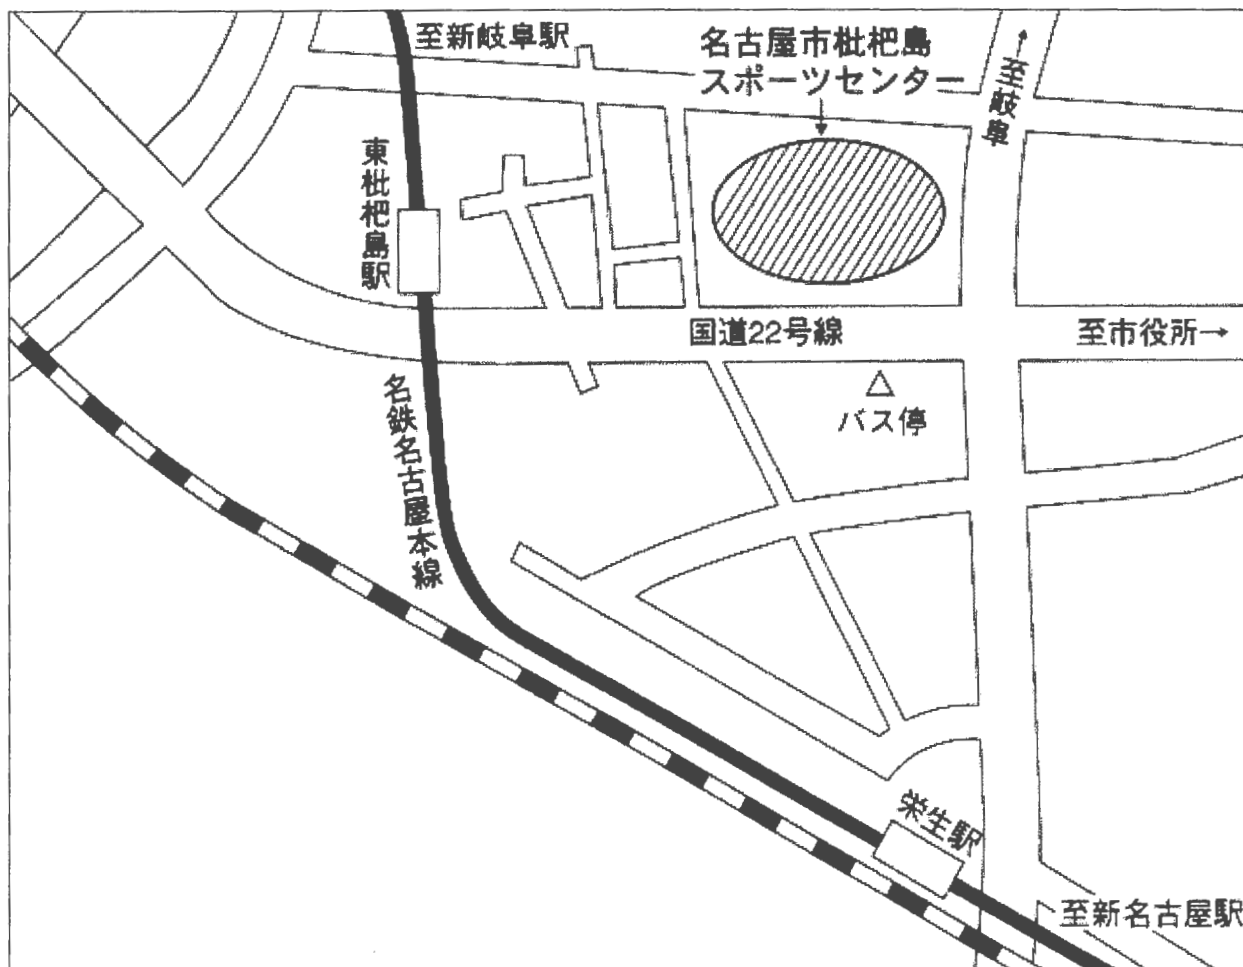 至新岐阜駅
名古屋市枇杷島
スポーツセンター
至岐阜
東枇杷島駅
国道22号線
至市役所→
バス停
名鉄名古屋本線
栄生駅
至新名古屋駅